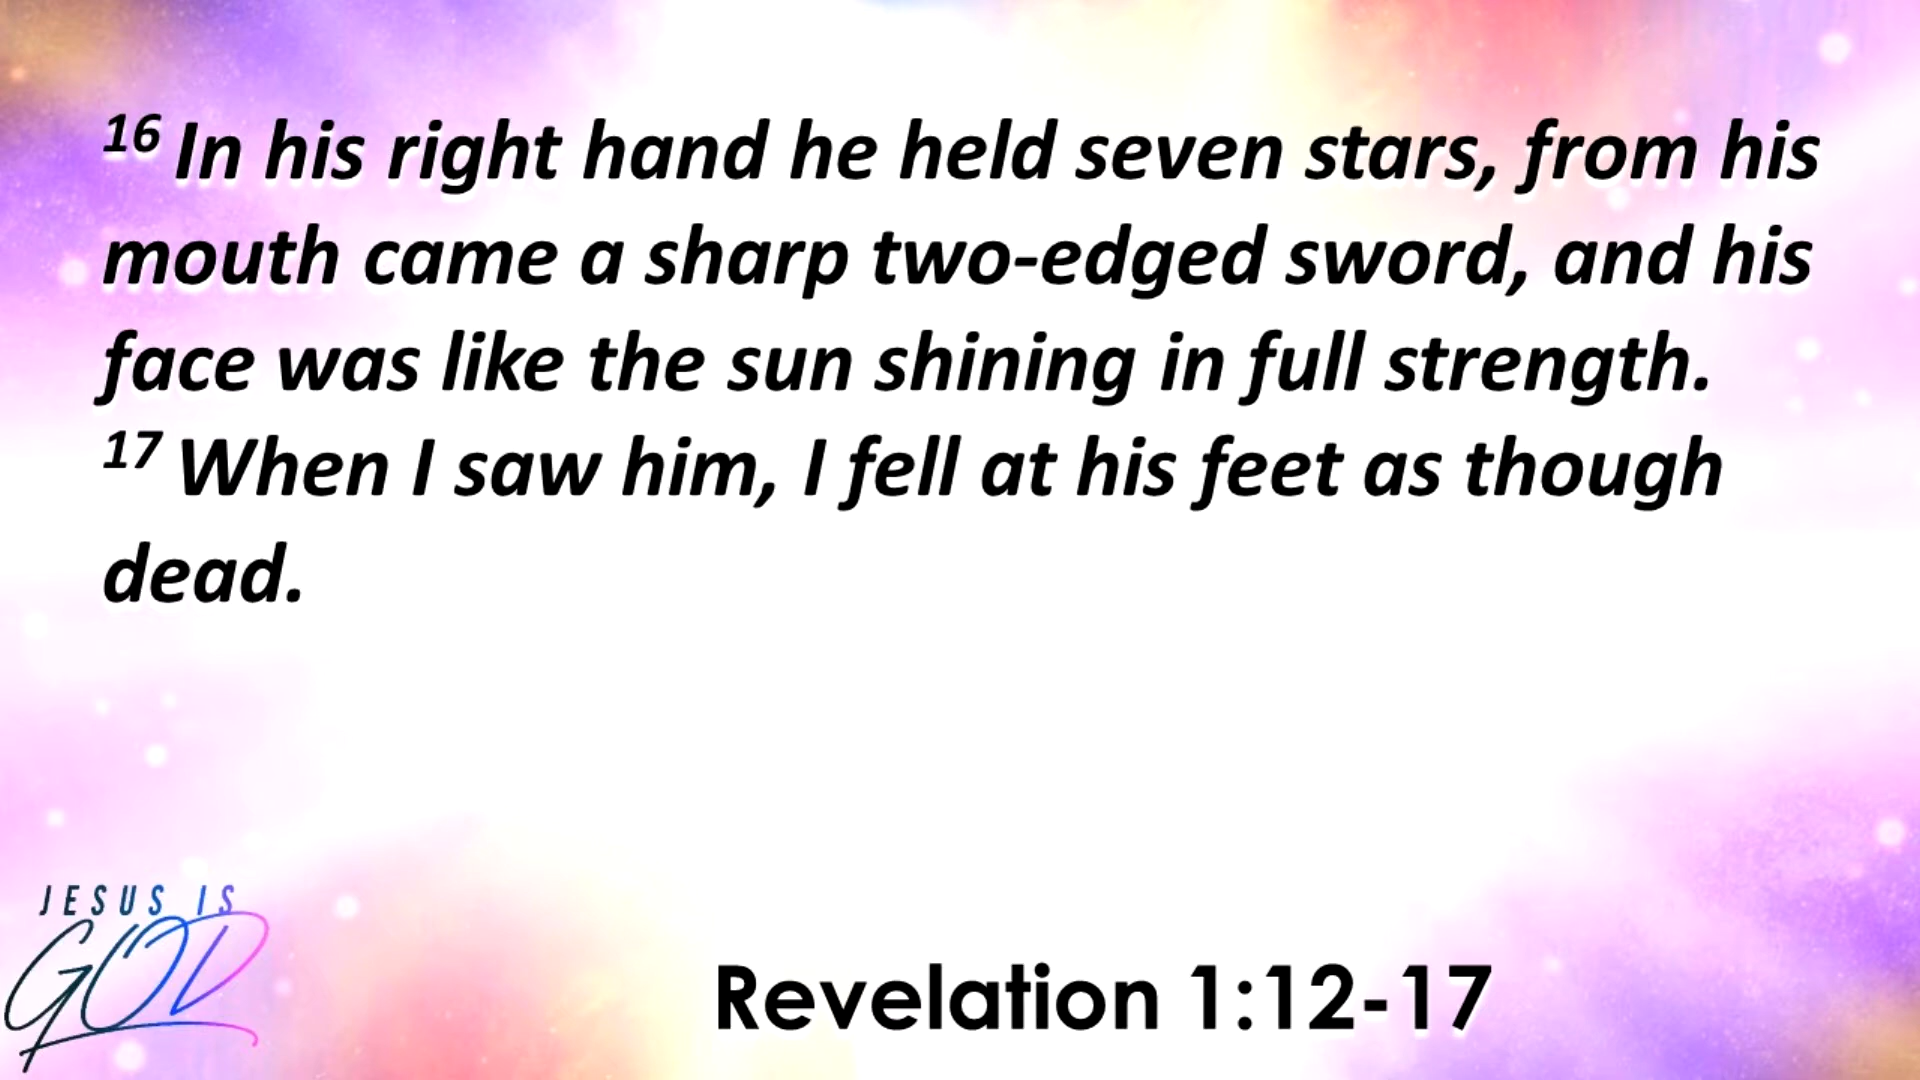 16 In his right hand he held seven stars, from his
mouth came a sharp two-edged sword, and his
face was like the sun shining in full strength.
17 When I saw him, I fell at his feet as though
dead.
JESUS IS
GOD
Revelation 1:12-17